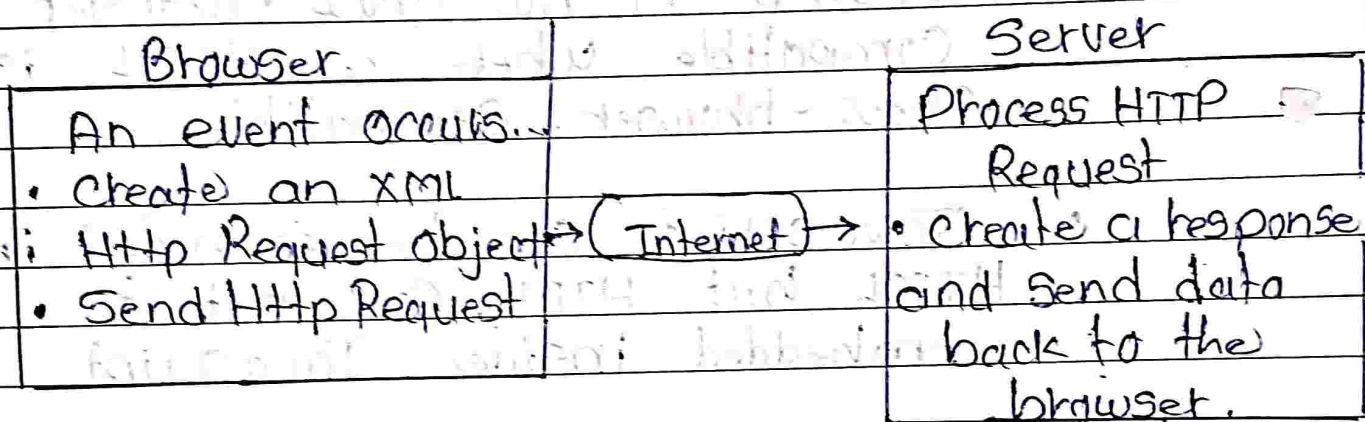 Browser.
An event occurs..
• Create an XML
Http Request object
• Send Http Request
→ Internet →
Server
Process HTTP
Request
• Create a response
and send data
back to the
browser.